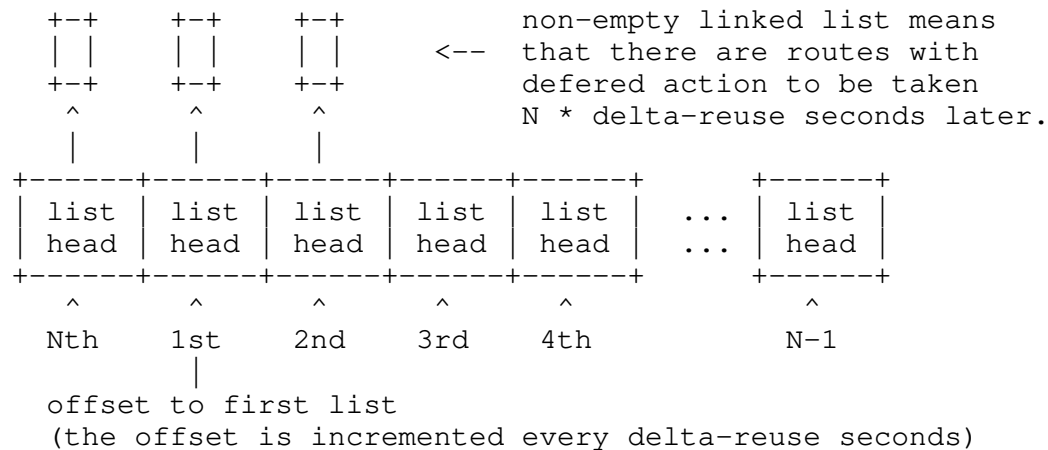 +-+   +-+   +-+        non-empty linked list means
| |   | |   | |    <--  that there are routes with
+-+   +-+   +-+        defered action to be taken
^     ^     ^          N * delta-reuse seconds later.
|     |     |
+------+------+------+------+------+      +------+
| list | list | list | list | list | ... | list |
| head | head | head | head | head | ... | head |
+------+------+------+------+------+      +------+
^      ^      ^      ^      ^             ^
Nth    1st    2nd    3rd    4th           N-1
|
offset to first list
(the offset is incremented every delta-reuse seconds)